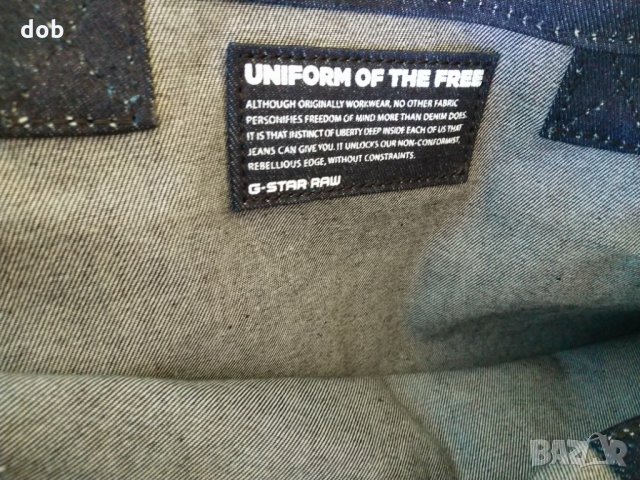 dob
UNIFORM OF THE FREE
ALTHOUGH ORIGINALLY WORKWEAR, NO OTHER FABRIC
PERSONIFIES FREEDOM OF MIND MORE THAN DENIM DOES.
IT IS THAT INSTINCT OF LIBERTY DEEP INSIDE EACH OF US THAT
JEANS CAN GIVE YOU. IT UNLOCKS OUR NON-CONFORMIST,
REBELLIOUS EDGE, WITHOUT CONSTRAINTS.
G-STAR RAW
BAZAR